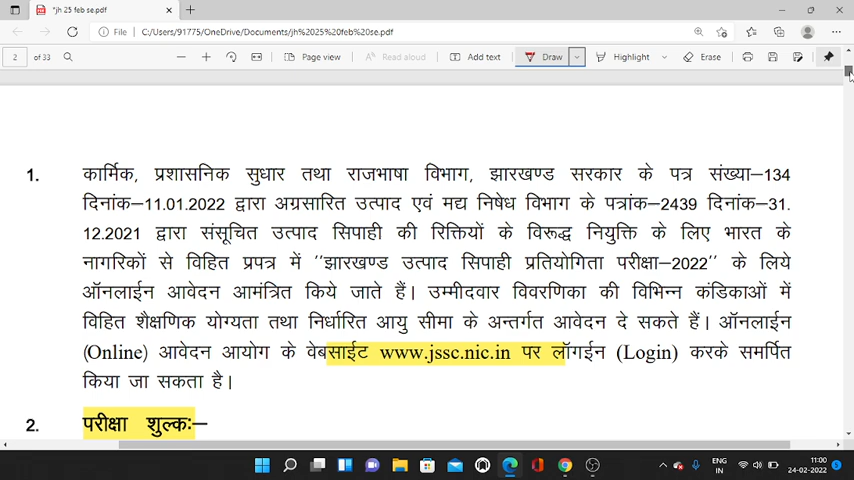 *jh 25 feb se.pdf
File C:/Users/91775/OneDrive/Documents/jh%2025%20feb%20se.pdf
2 of 33 Page view Read aloud Add text Draw Highlight Erase
1. कार्मिक, प्रशासनिक सुधार तथा राजभाषा विभाग, झारखण्ड सरकार के पत्र संख्या–134
दिनांक–11.01.2022 द्वारा अग्रसारित उत्पाद एवं मद्य निषेध विभाग के पत्रांक–2439 दिनांक–31.
12.2021 द्वारा संसूचित उत्पाद सिपाही की रिक्तियों के विरूद्ध नियुक्ति के लिए भारत के
नागरिकों से विहित प्रपत्र में ''झारखण्ड उत्पाद सिपाही प्रतियोगिता परीक्षा–2022'' के लिये
ऑनलाईन आवेदन आमंत्रित किये जाते हैं। उम्मीदवार विवरणिका की विभिन्न कंडिकाओं में
विहित शैक्षणिक योग्यता तथा निर्धारित आयु सीमा के अन्तर्गत आवेदन दे सकते हैं। ऑनलाईन
(Online) आवेदन आयोग के वेबसाईट www.jssc.nic.in पर लॉगईन (Login) करके समर्पित
किया जा सकता है।
2. परीक्षा शुल्कः–
ENG
IN
11:00
24-02-2022